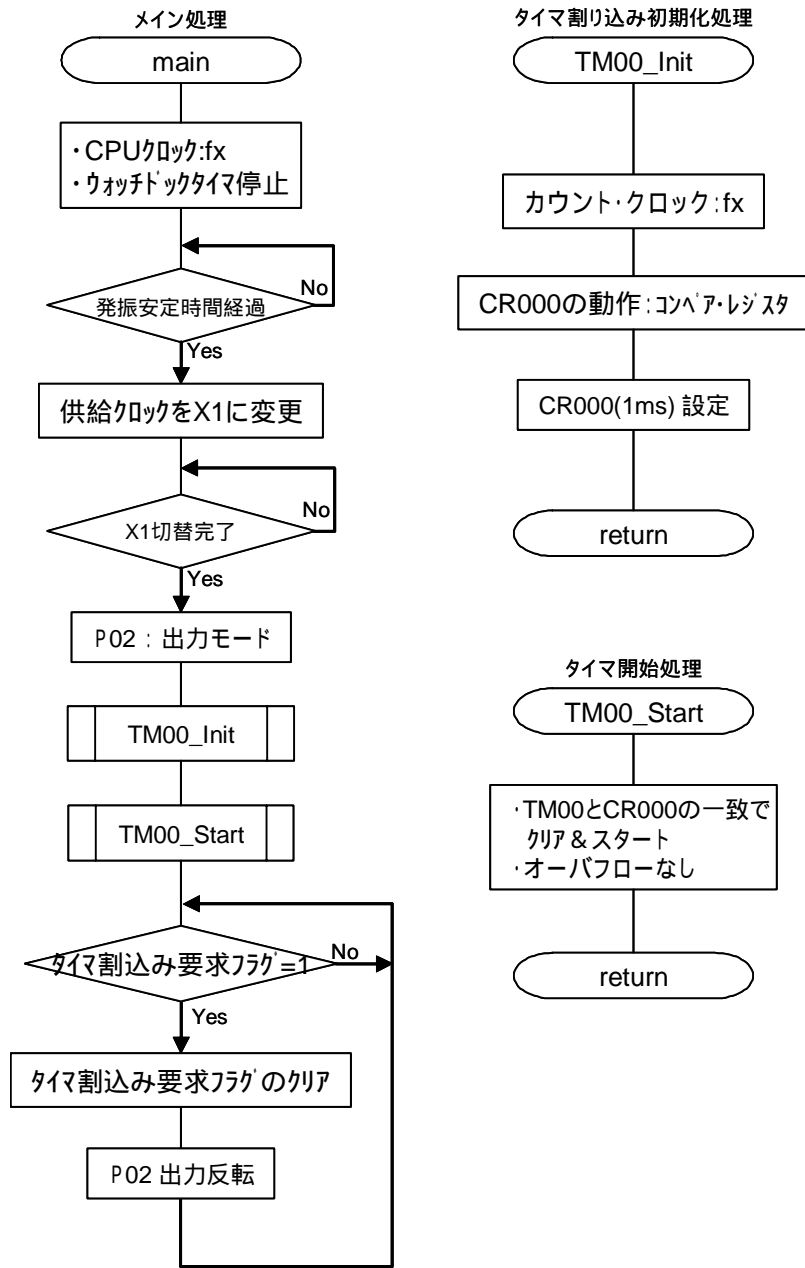 メイン処理
main
・CPUクロック:fx
・ウォッチドックタイマ停止
発振安定時間経過
No
Yes
供給クロックをX1に変更
X1切替完了
No
Yes
P02：出力モード
TM00_Init
TM00_Start
タイマ割込み要求フラグ=1
No
Yes
タイマ割込み要求フラグのクリア
P02 出力反転
タイマ割り込み初期化処理
TM00_Init
カウント・クロック:fx
CR000の動作:コンペア・レジスタ
CR000(1ms) 設定
return
タイマ開始処理
TM00_Start
・TM00とCR000の一致で
クリア＆スタート
・オーバフローなし
return